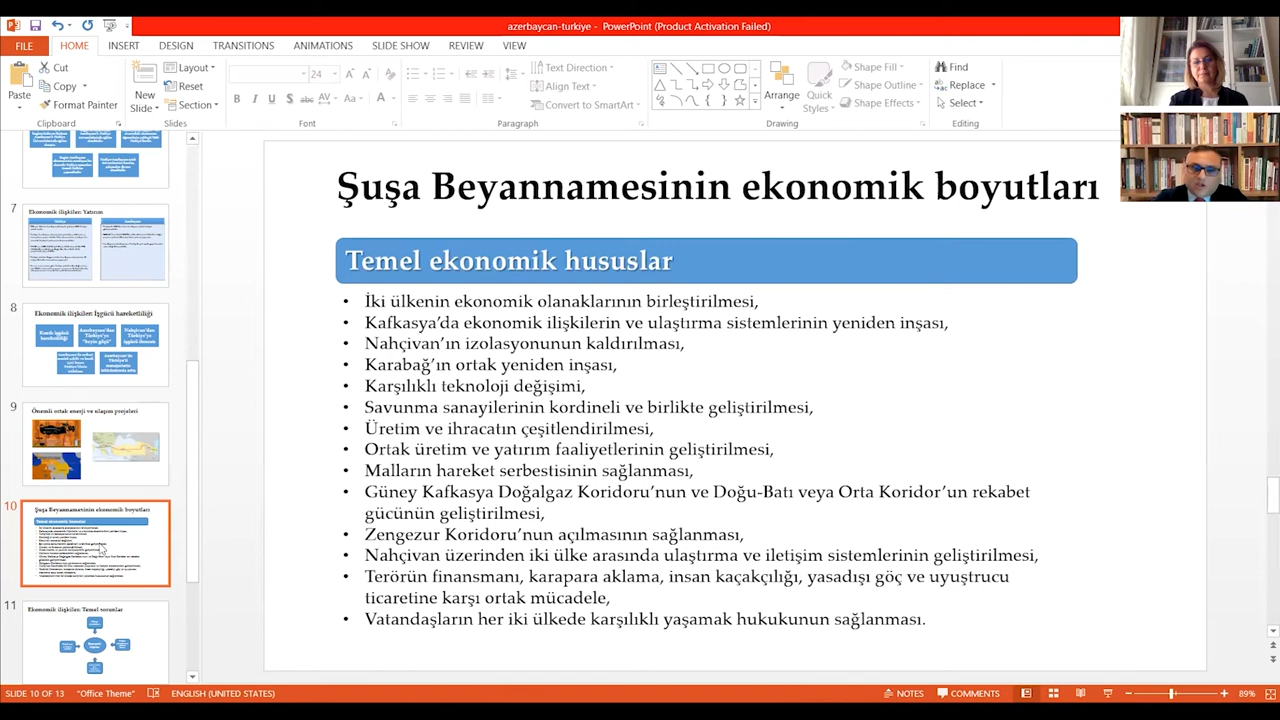 azerbaycan-turkiye - PowerPoint (Product Activation Failed)
FILE HOME INSERT DESIGN TRANSITIONS ANIMATIONS SLIDE SHOW REVIEW VIEW
Paste
Cut
Copy
Format Painter
Clipboard
New Slide
Layout
Reset
Section
Slides
24
Font
Text Direction
Align Text
Convert to SmartArt
Paragraph
Arrange
Quick Styles
Shape Fill
Shape Outline
Shape Effects
Drawing
Find
Replace
Select
Editing
7
Ekonomik ilişkiler: Yatırım
8
Ekonomik ilişkiler: İşgücü hareketliliği
9
Önemli ortak enerji ve ulaşım projeleri
10
Şuşa Beyannamesinin ekonomik boyutları
Temel ekonomik hususlar
11
Ekonomik ilişkiler: Temel sorunlar
Şuşa Beyannamesinin ekonomik boyutları
Temel ekonomik hususlar
• İki ülkenin ekonomik olanaklarının birleştirilmesi,
• Kafkasya'da ekonomik ilişkilerin ve ulaştırma sistemlerinin yeniden inşası,
• Nahçivan'ın izolasyonunun kaldırılması,
• Karabağ'ın ortak yeniden inşası,
• Karşılıklı teknoloji değişimi,
• Savunma sanayilerinin kordineli ve birlikte geliştirilmesi,
• Üretim ve ihracatın çeşitlendirilmesi,
• Ortak üretim ve yatırım faaliyetlerinin geliştirilmesi,
• Malların hareket serbestisinin sağlanması,
• Güney Kafkasya Doğalgaz Koridoru'nun ve Doğu-Batı veya Orta Koridor'un rekabet
gücünün geliştirilmesi,
• Zengezur Koridoru'nun açılmasının sağlanması,
• Nahçivan üzerinden iki ülke arasında ulaştırma-iletişim sistemlerinin geliştirilmesi,
• Terörün finansmanı, karapara aklama, insan kaçakçılığı, yasadışı göç ve uyuştrucu
ticaretine karşı ortak mücadele,
• Vatandaşların her iki ülkede karşılıklı yaşamak hukukunun sağlanması.
SLIDE 10 OF 13 "Office Theme" ENGLISH (UNITED STATES) NOTES COMMENTS 89%